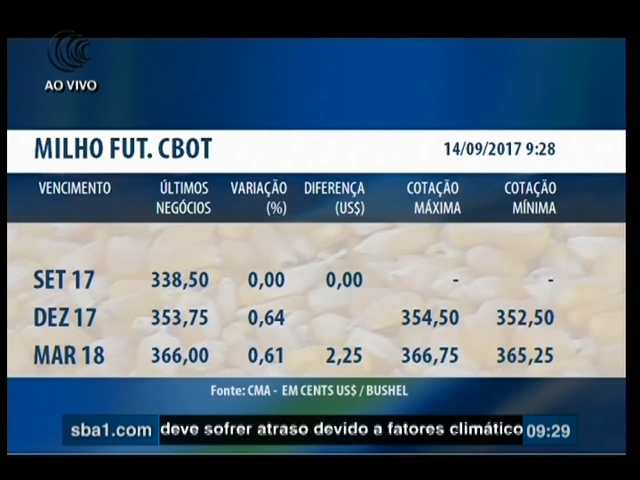 AO VIVO
MILHO FUT. CBOT 14/09/2017 9:28
VENCIMENTO ÚLTIMOS NEGÓCIOS VARIAÇÃO (%) DIFERENÇA (US$) COTAÇÃO MÁXIMA COTAÇÃO MÍNIMA
SET 17 338,50 0,00 0,00 - -
DEZ 17 353,75 0,64 354,50 352,50
MAR 18 366,00 0,61 2,25 366,75 365,25
Fonte: CMA - EM CENTS US$ / BUSHEL
sba1.com deve sofrer atraso devido a fatores climático 09:29